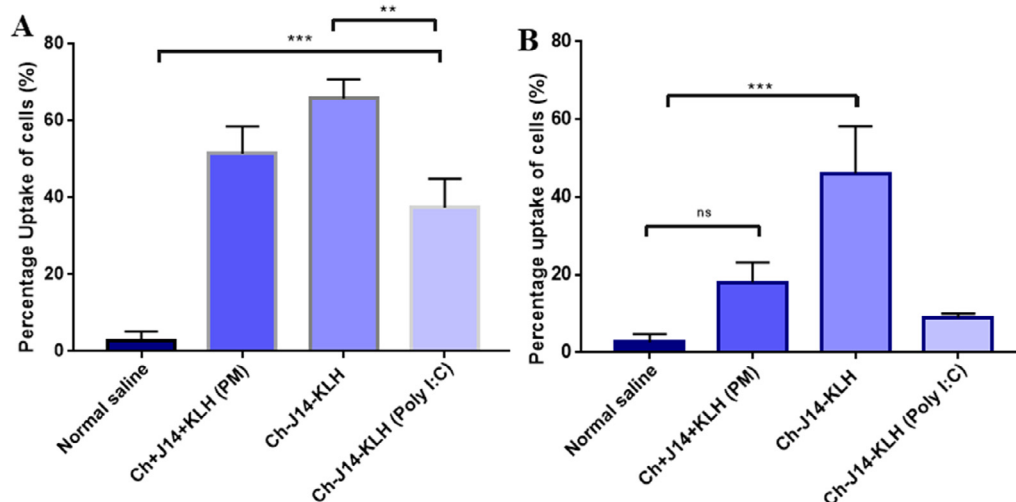 A
**
***
80
60
40
20
0
Percentage Uptake of cells (%)
Normal saline
Ch+J14+KLH (PM)
Ch-J14-KLH
Ch-J14-KLH (Poly I:C)
B
***
ns
80
60
40
20
0
Percentage uptake of cells (%)
Normal saline
Ch+J14+KLH (PM)
Ch-J14-KLH
Ch-J14-KLH (Poly I:C)